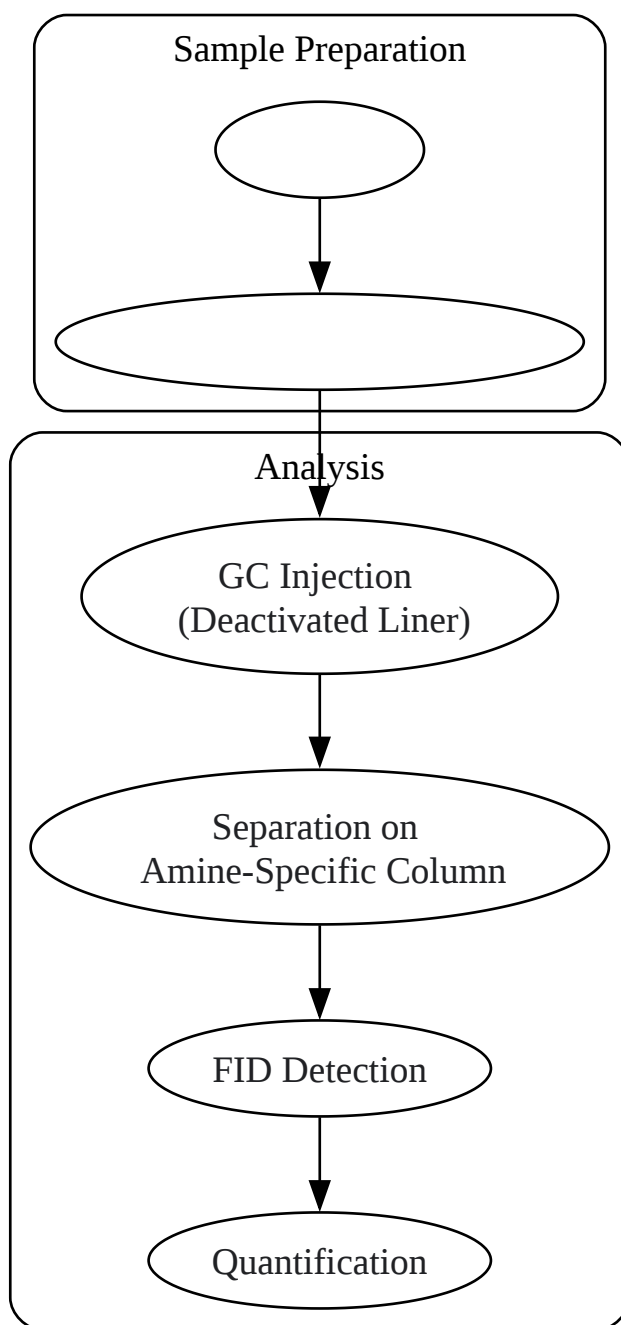 Sample Preparation
Analysis
GC Injection
(Deactivated Liner)
Separation on
Amine-Specific Column
FID Detection
Quantification